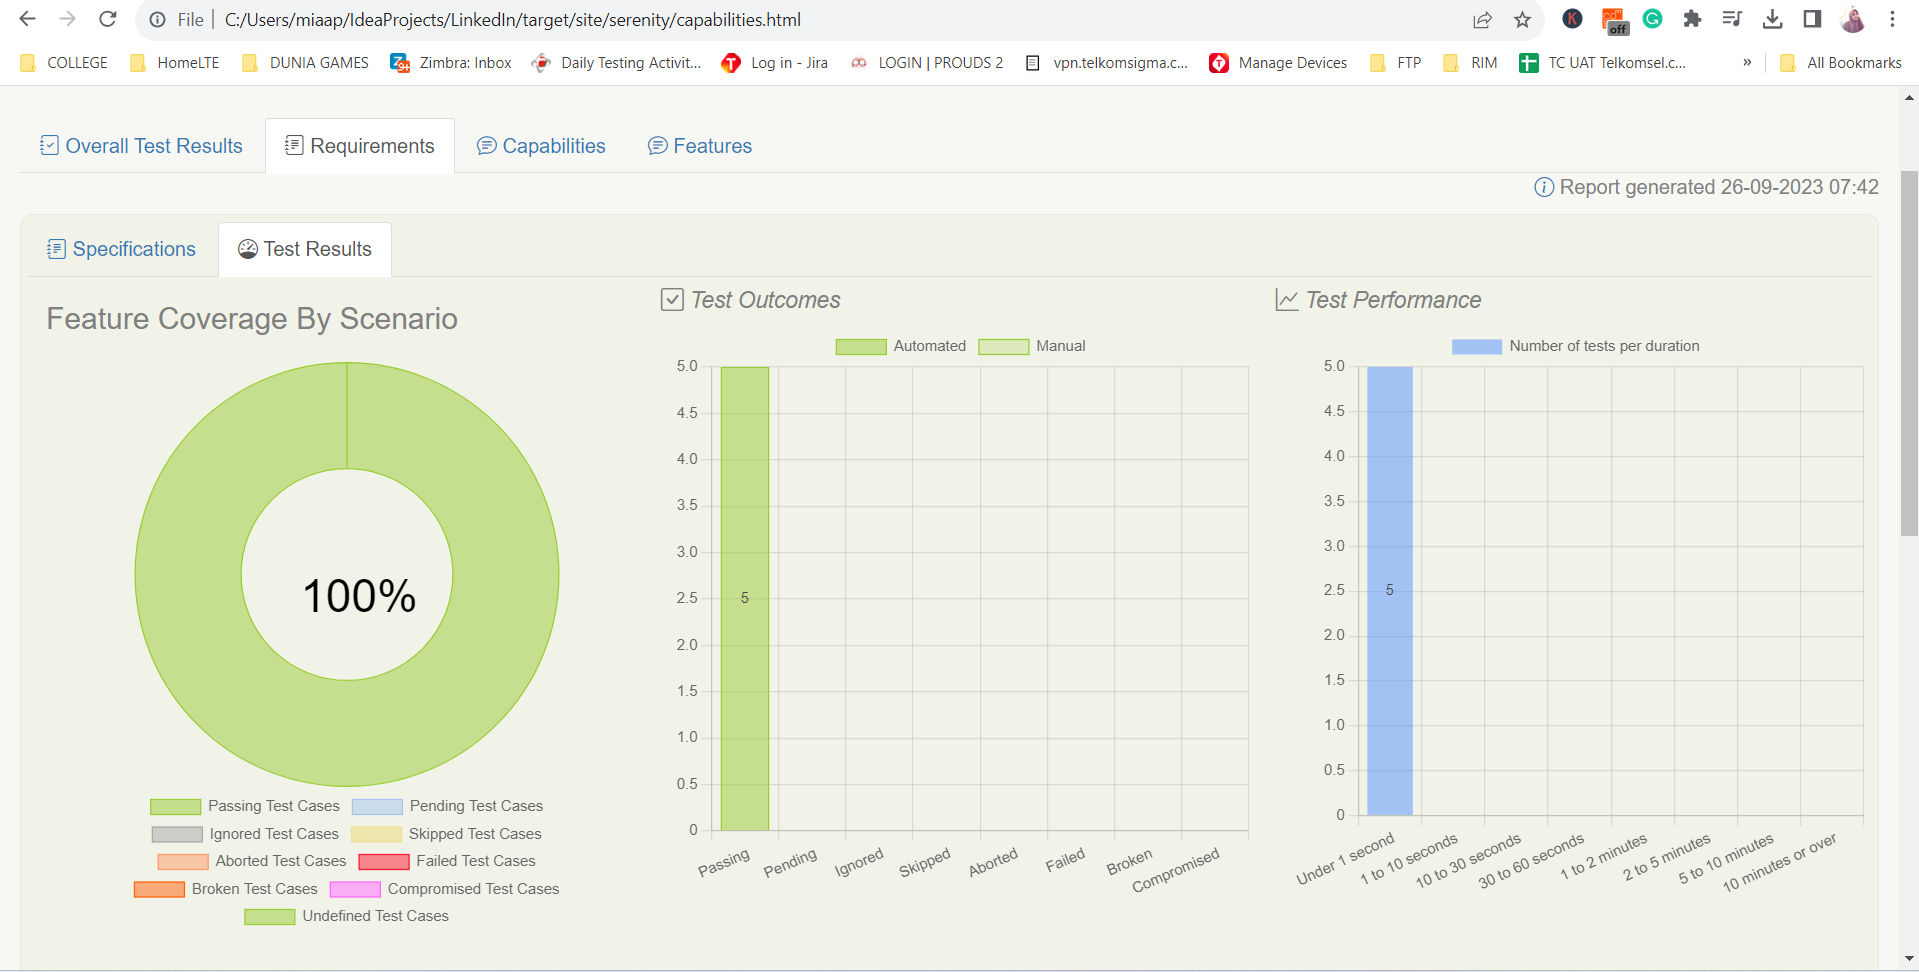 File C:/Users/miaap/IdeaProjects/LinkedIn/target/site/serenity/capabilities.html
off
COLLEGE HomeLTE DUNIA GAMES Zimbra: Inbox Daily Testing Activit... Log in - Jira LOGIN | PROUDS 2 vpn.telkomsigma.c... Manage Devices FTP RIM TC UAT Telkomsel.c... » All Bookmarks
Overall Test Results Requirements Capabilities Features
Report generated 26-09-2023 07:42
Specifications Test Results
Feature Coverage By Scenario
100%
Passing Test Cases Pending Test Cases
Ignored Test Cases Skipped Test Cases
Aborted Test Cases Failed Test Cases
Broken Test Cases Compromised Test Cases
Undefined Test Cases
Test Outcomes
Automated Manual
5.0
4.5
4.0
3.5
3.0
2.5
2.0
1.5
1.0
0.5
0
5
Passing Pending Ignored Skipped Aborted Failed Broken Compromised
Test Performance
Number of tests per duration
5.0
4.5
4.0
3.5
3.0
2.5
2.0
1.5
1.0
0.5
0
5
Under 1 second 1 to 10 seconds 10 to 30 seconds 30 to 60 seconds 1 to 2 minutes 2 to 5 minutes 5 to 10 minutes 10 minutes or over